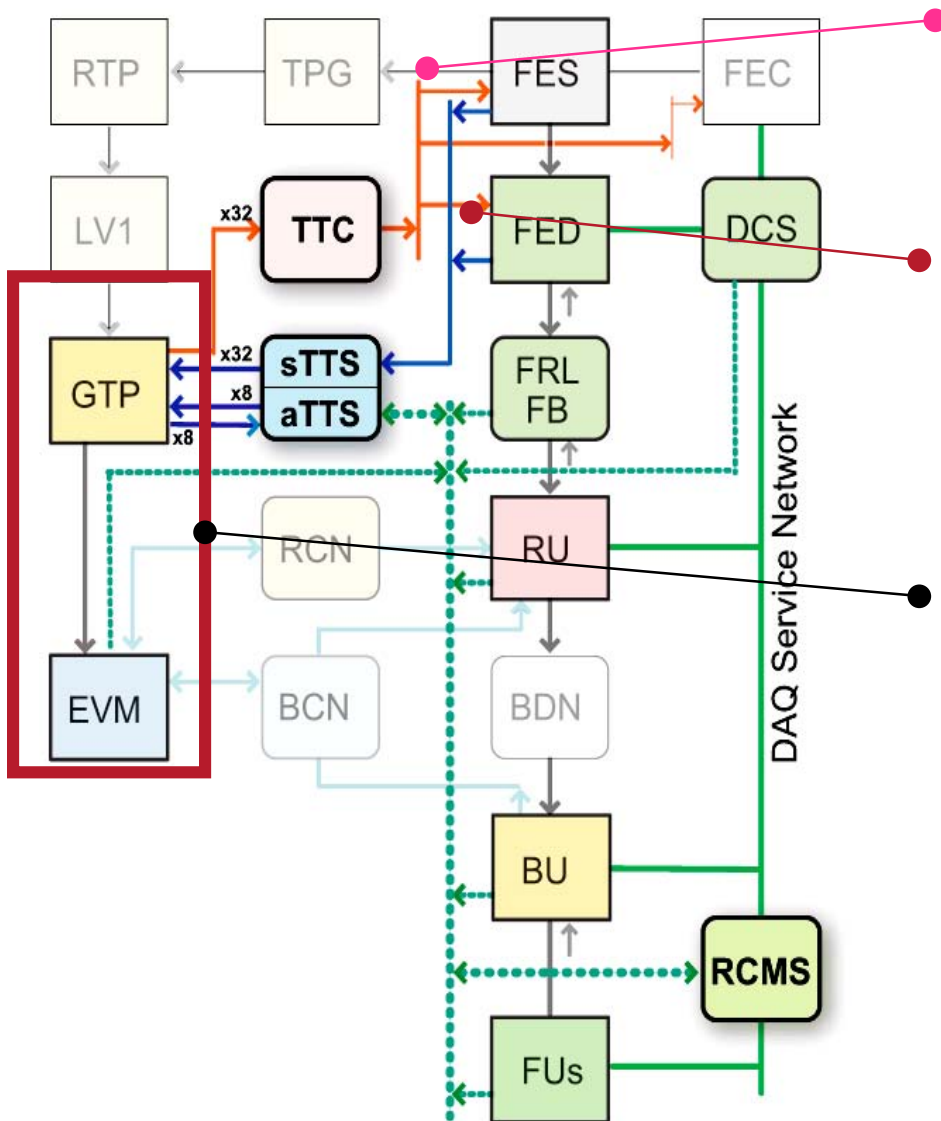 RTP
TPG
FES
FEC
LV1
x32
TTC
FED
DCS
GTP
x32
sTTS
x8
aTTS
x8
FRL
FB
RCN
RU
DAQ Service Network
EVM
BCN
BDN
BU
RCMS
FUs